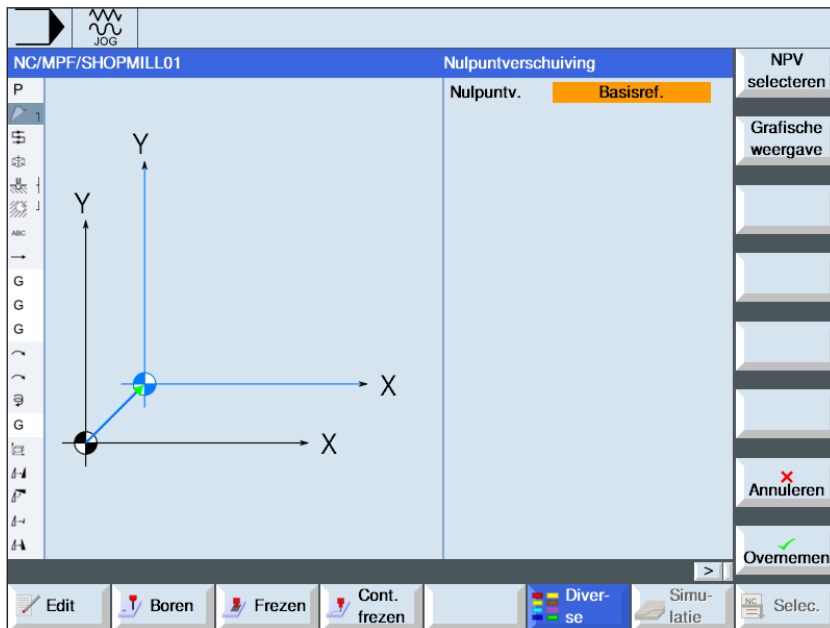 JOG
NC/MPF/SHOPMILL01
Nulpuntverschuiving
NPV
selecteren
P
Nulpuntv.
Basisref.
1
Grafische
weergave
Y
Y
ABC
G
G
G
X
G
X
Annuleren
Overnemen
>
Edit
Boren
Frezen
Cont.
frezen
Diver-
se
Simu-
latie
NC
Selec.